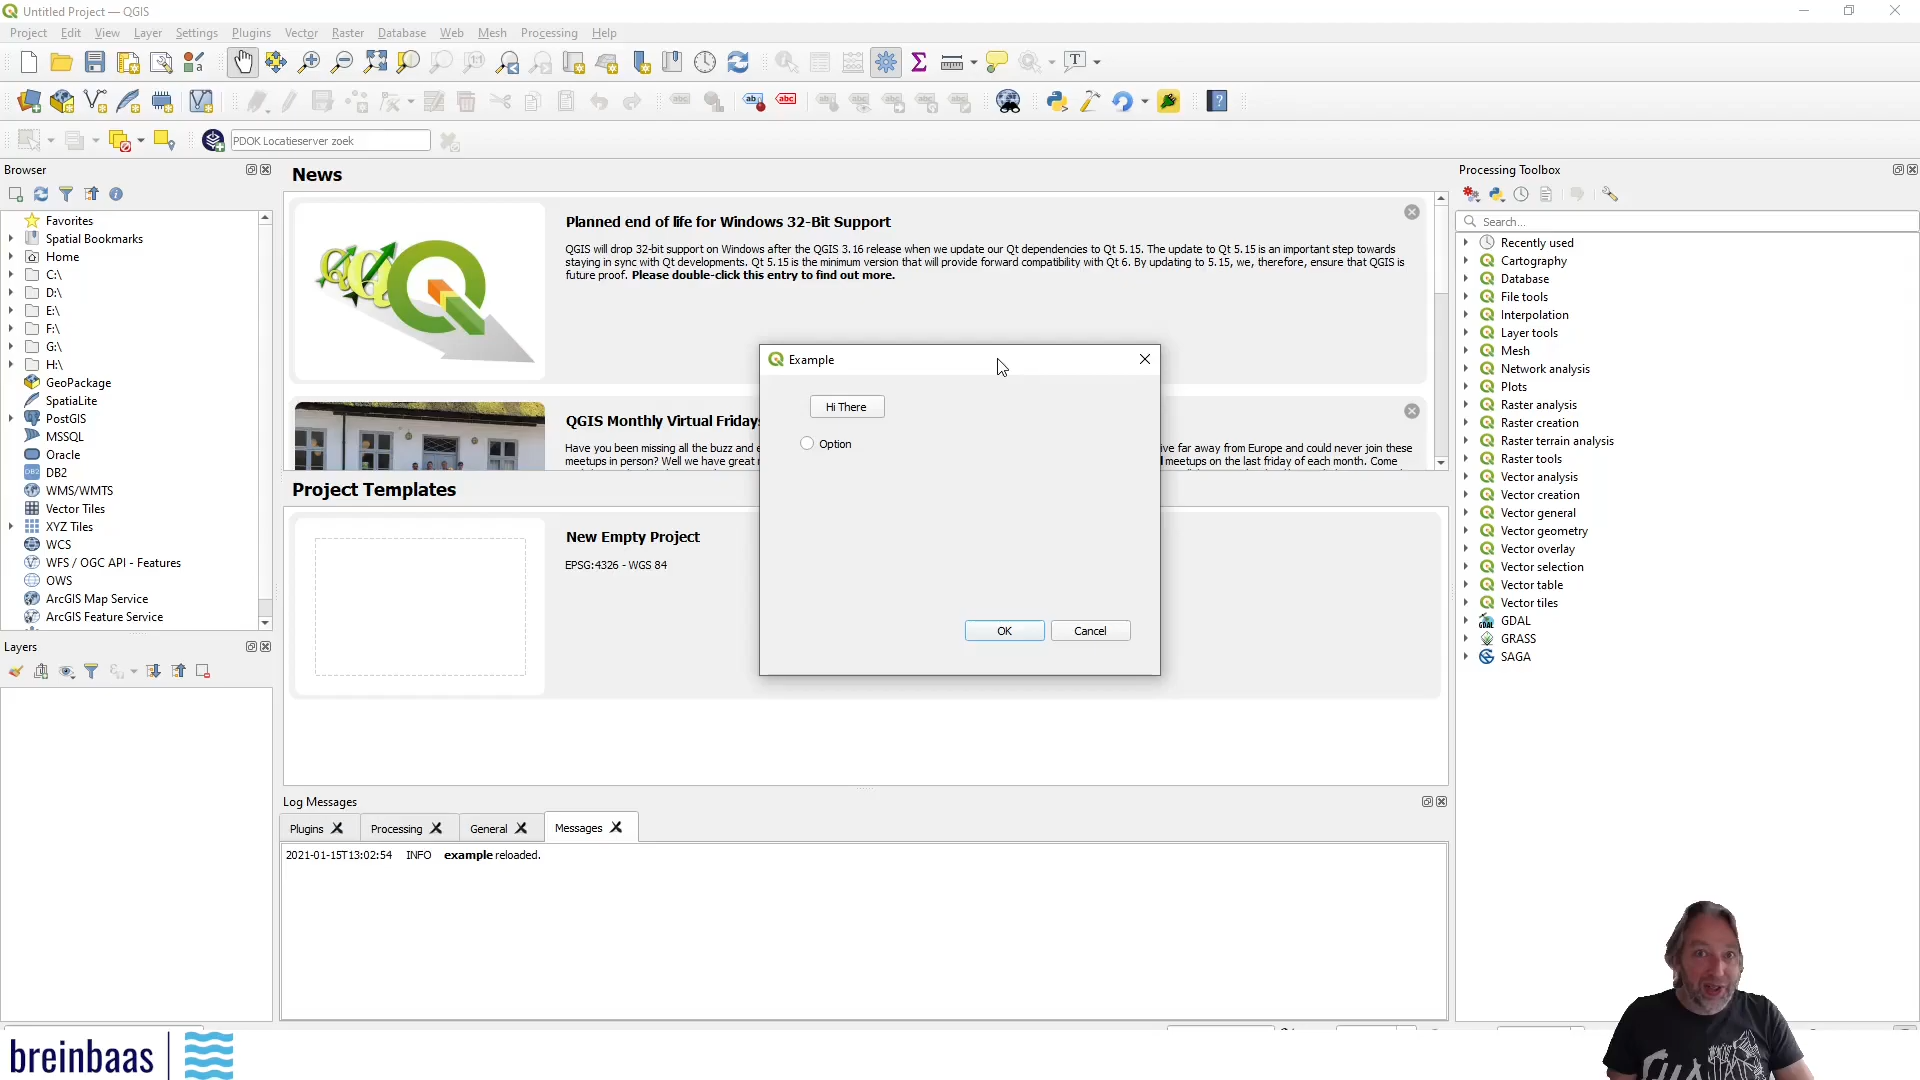 Untitled Project — QGIS
Project Edit View Layer Settings Plugins Vector Raster Database Web Mesh Processing Help
PDOK Locatieserver zoek
Browser
Favorites
Spatial Bookmarks
Home
C:\
D:\
E:\
F:\
G:\
H:\
GeoPackage
SpatiaLite
PostGIS
MSSQL
Oracle
DB2
WMS/WMTS
Vector Tiles
XYZ Tiles
WCS
WFS / OGC API - Features
OWS
ArcGIS Map Service
ArcGIS Feature Service
Layers
News
Planned end of life for Windows 32-Bit Support
QGIS will drop 32-bit support on Windows after the QGIS 3.16 release when we update our Qt dependencies to Qt 5.15. The update to Qt 5.15 is an important step towards
staying in sync with Qt developments. Qt 5.15 is the minimum version that will provide forward compatibility with Qt 6. By updating to 5.15, we, therefore, ensure that QGIS is
future proof. Please double-click this entry to find out more.
QGIS Monthly Virtual Fridays
Have you been missing all the buzz and e ive far away from Europe and could never join these
meetups in person? Well we have great n l meetups on the last friday of each month. Come
Project Templates
New Empty Project
EPSG:4326 - WGS 84
Example
Hi There
Option
OK Cancel
Log Messages
Plugins Processing General Messages
2021-01-15T13:02:54 INFO example reloaded.
Processing Toolbox
Search...
Recently used
Cartography
Database
File tools
Interpolation
Layer tools
Mesh
Network analysis
Plots
Raster analysis
Raster creation
Raster terrain analysis
Raster tools
Vector analysis
Vector creation
Vector general
Vector geometry
Vector overlay
Vector selection
Vector table
Vector tiles
GDAL
GRASS
SAGA
breinbaas